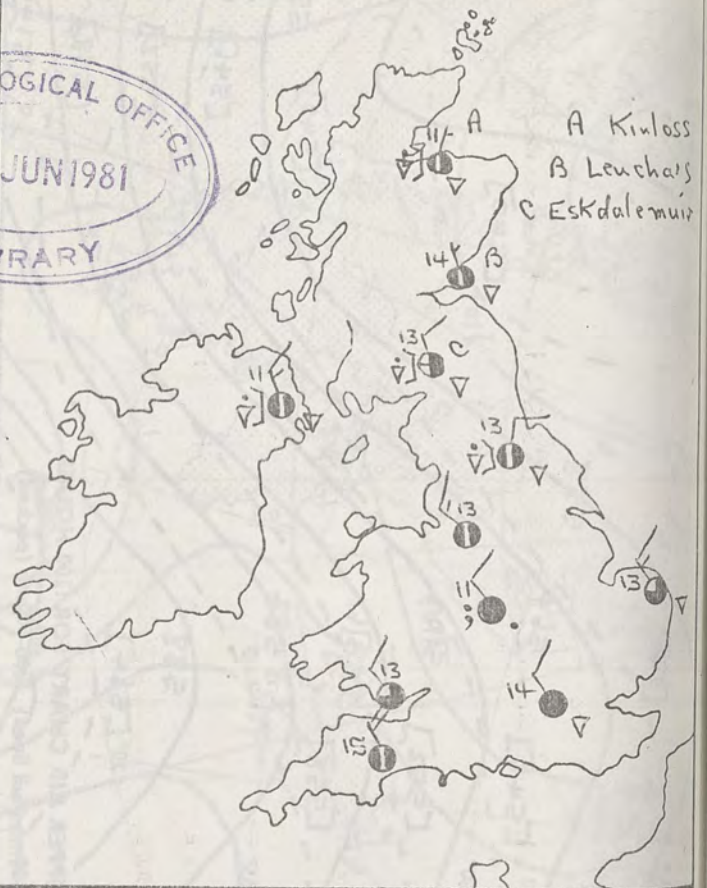 OGICAL OFFICE
JUN 1981
RARY
A Kinloss
B Leuchars
C Eskdalemuir
11 A
14 B
13 C
11
13
13
13
11
13
14
15